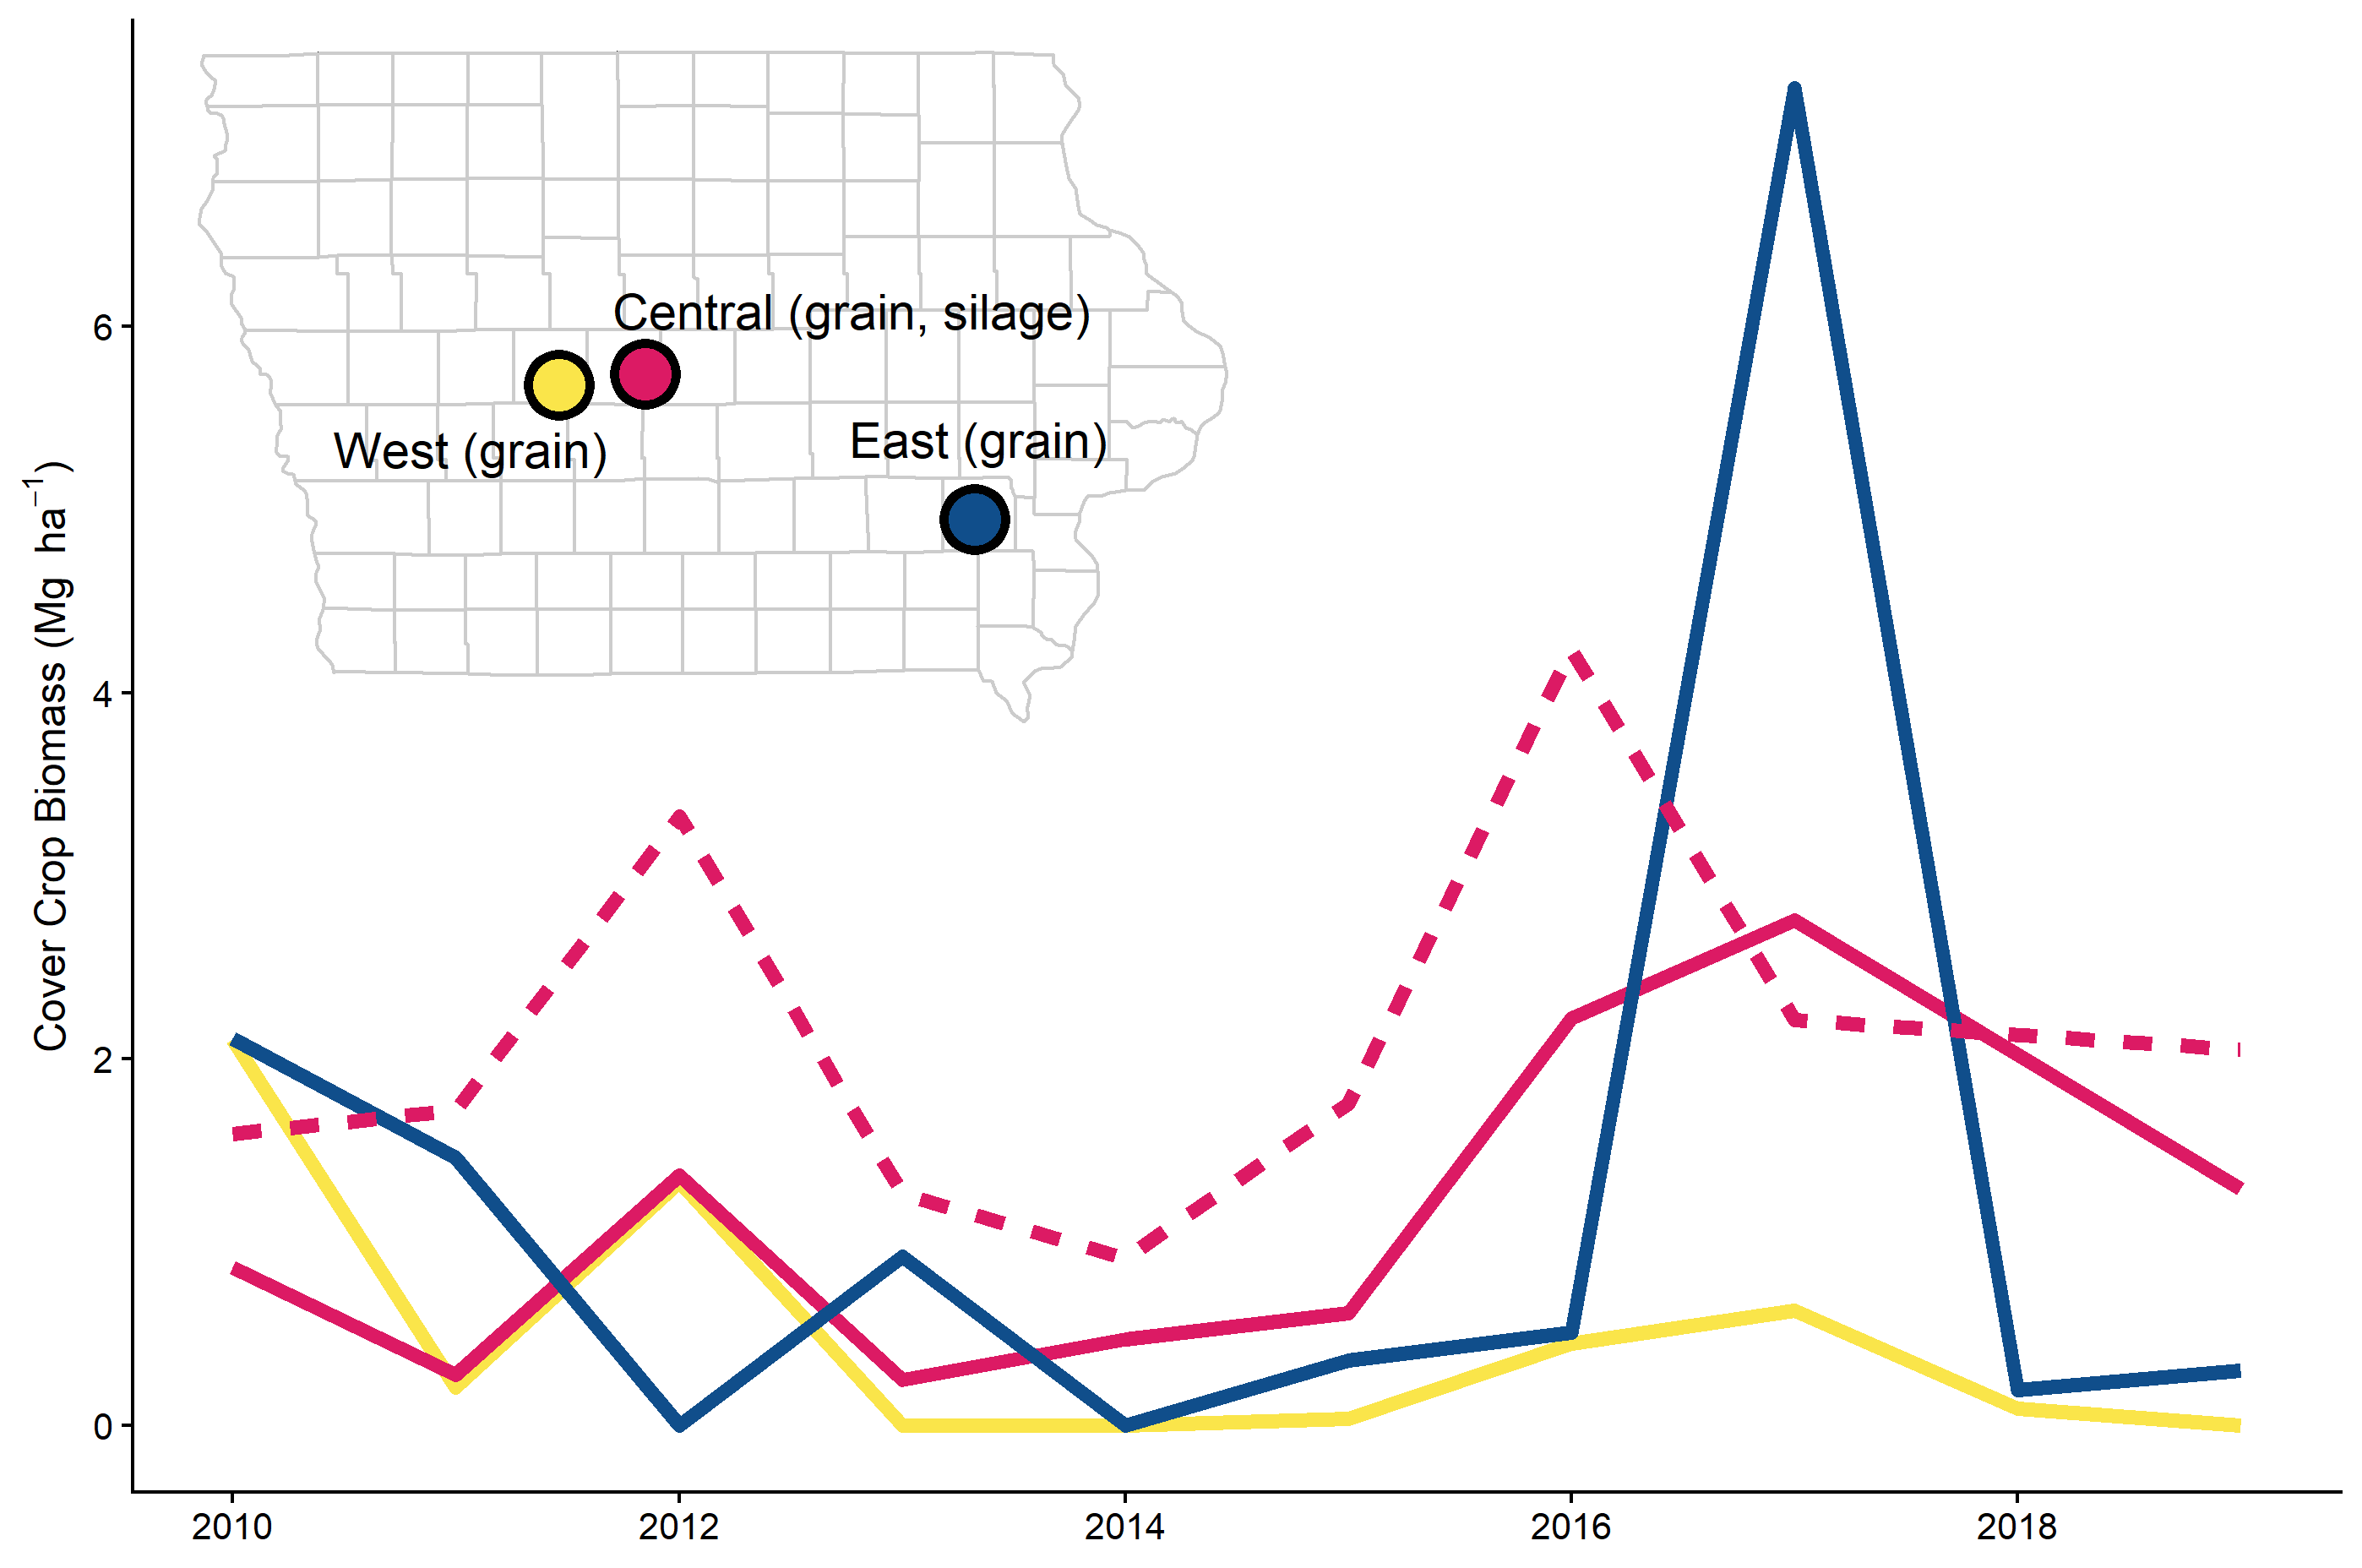 Cover Crop Biomass (Mg ha⁻¹)
6
4
2
0
Central (grain, silage)
West (grain)
East (grain)
2010
2012
2014
2016
2018